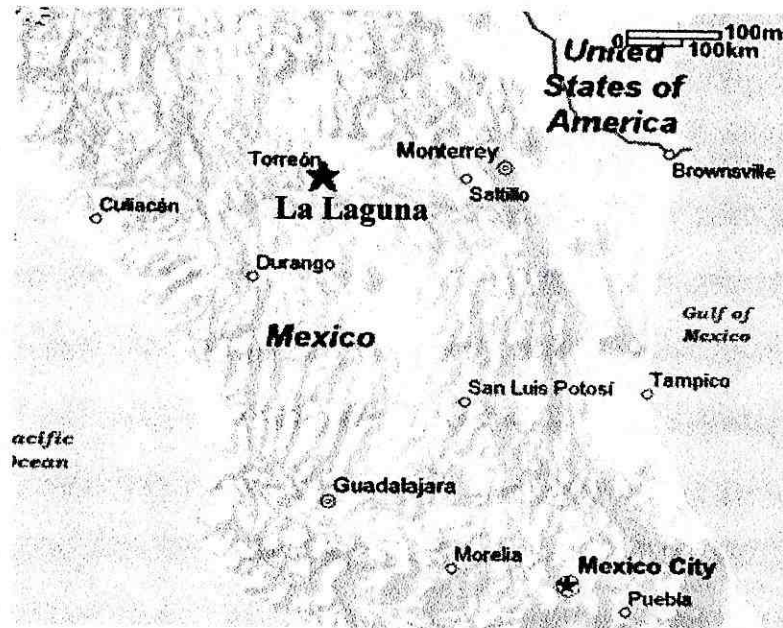 0 100m
100km
United
States of
America
Monterrey
Brownsville
Torreón
Saltillo
La Laguna
Culiacán
Durango
Gulf of
Mexico
Mexico
San Luis Potosí
Tampico
acific
Ocean
Guadalajara
Morelia
Mexico City
Puebla